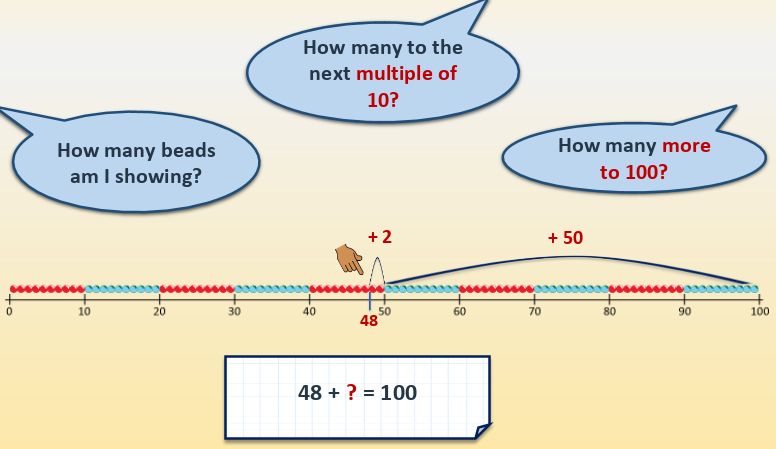 How many to the
next multiple of
10?
How many beads
am I showing?
How many more
to 100?
+ 2
+ 50
0 10 20 30 40 50 60 70 80 90 100
48
48 + ? = 100